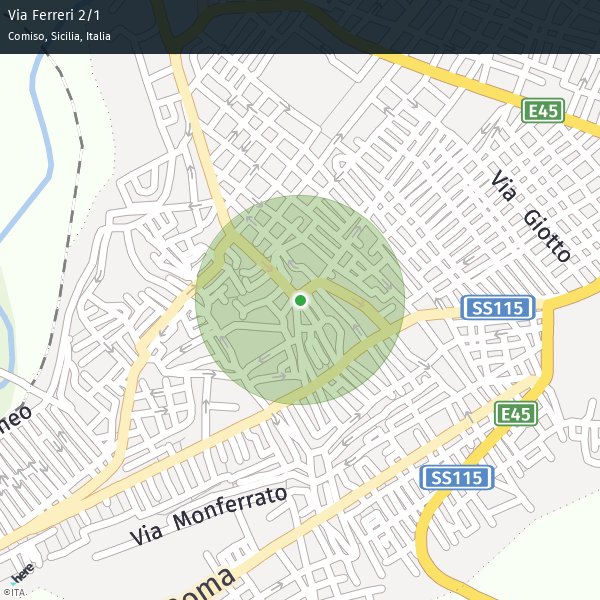 Via Ferreri 2/1
Comiso, Sicilia, Italia
E45
Via Giotto
SS115
neo
E45
SS115
Via Monferrato
here
Roma
©ITA